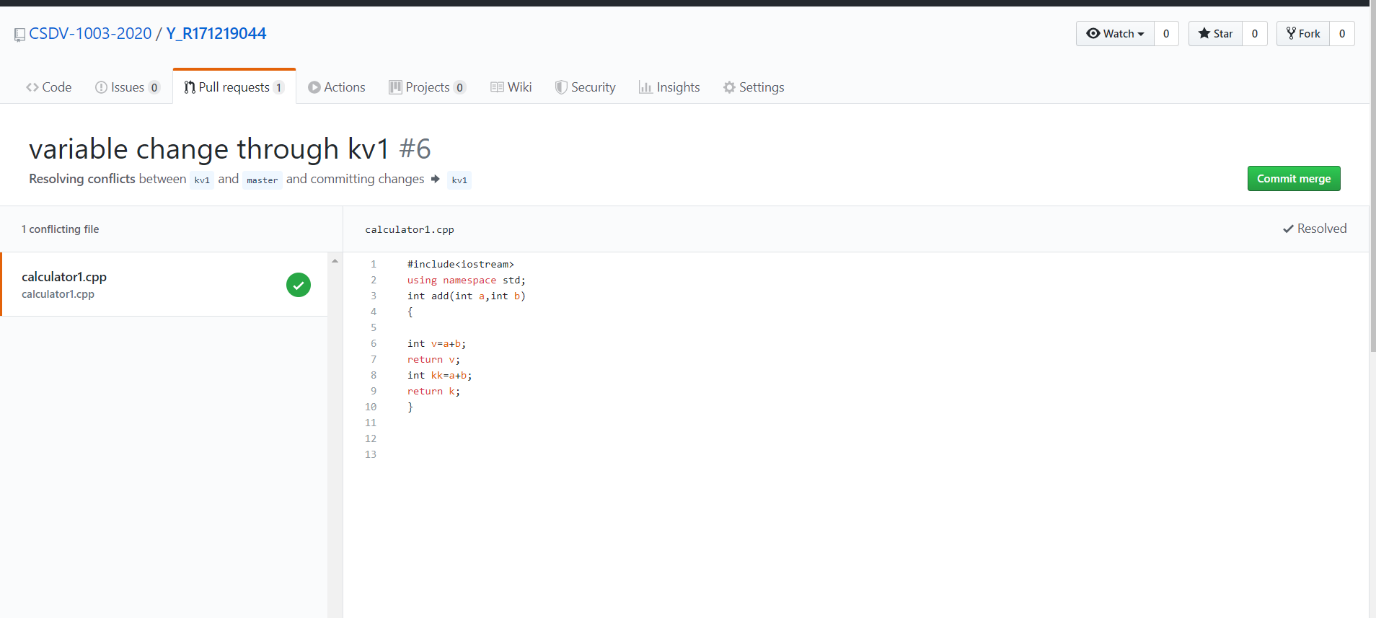 CSDV-1003-2020 / Y_R171219044
Watch 0 Star 0 Fork 0
Code Issues 0 Pull requests 1 Actions Projects 0 Wiki Security Insights Settings
variable change through kv1 #6
Resolving conflicts between kv1 and master and committing changes kv1
Commit merge
1 conflicting file
calculator1.cpp
Resolved
calculator1.cpp
calculator1.cpp
1 #include<iostream>
2 using namespace std;
3 int add(int a,int b)
4 {
5
6 int v=a+b;
7 return v;
8 int kk=a+b;
9 return k;
10 }
11
12
13